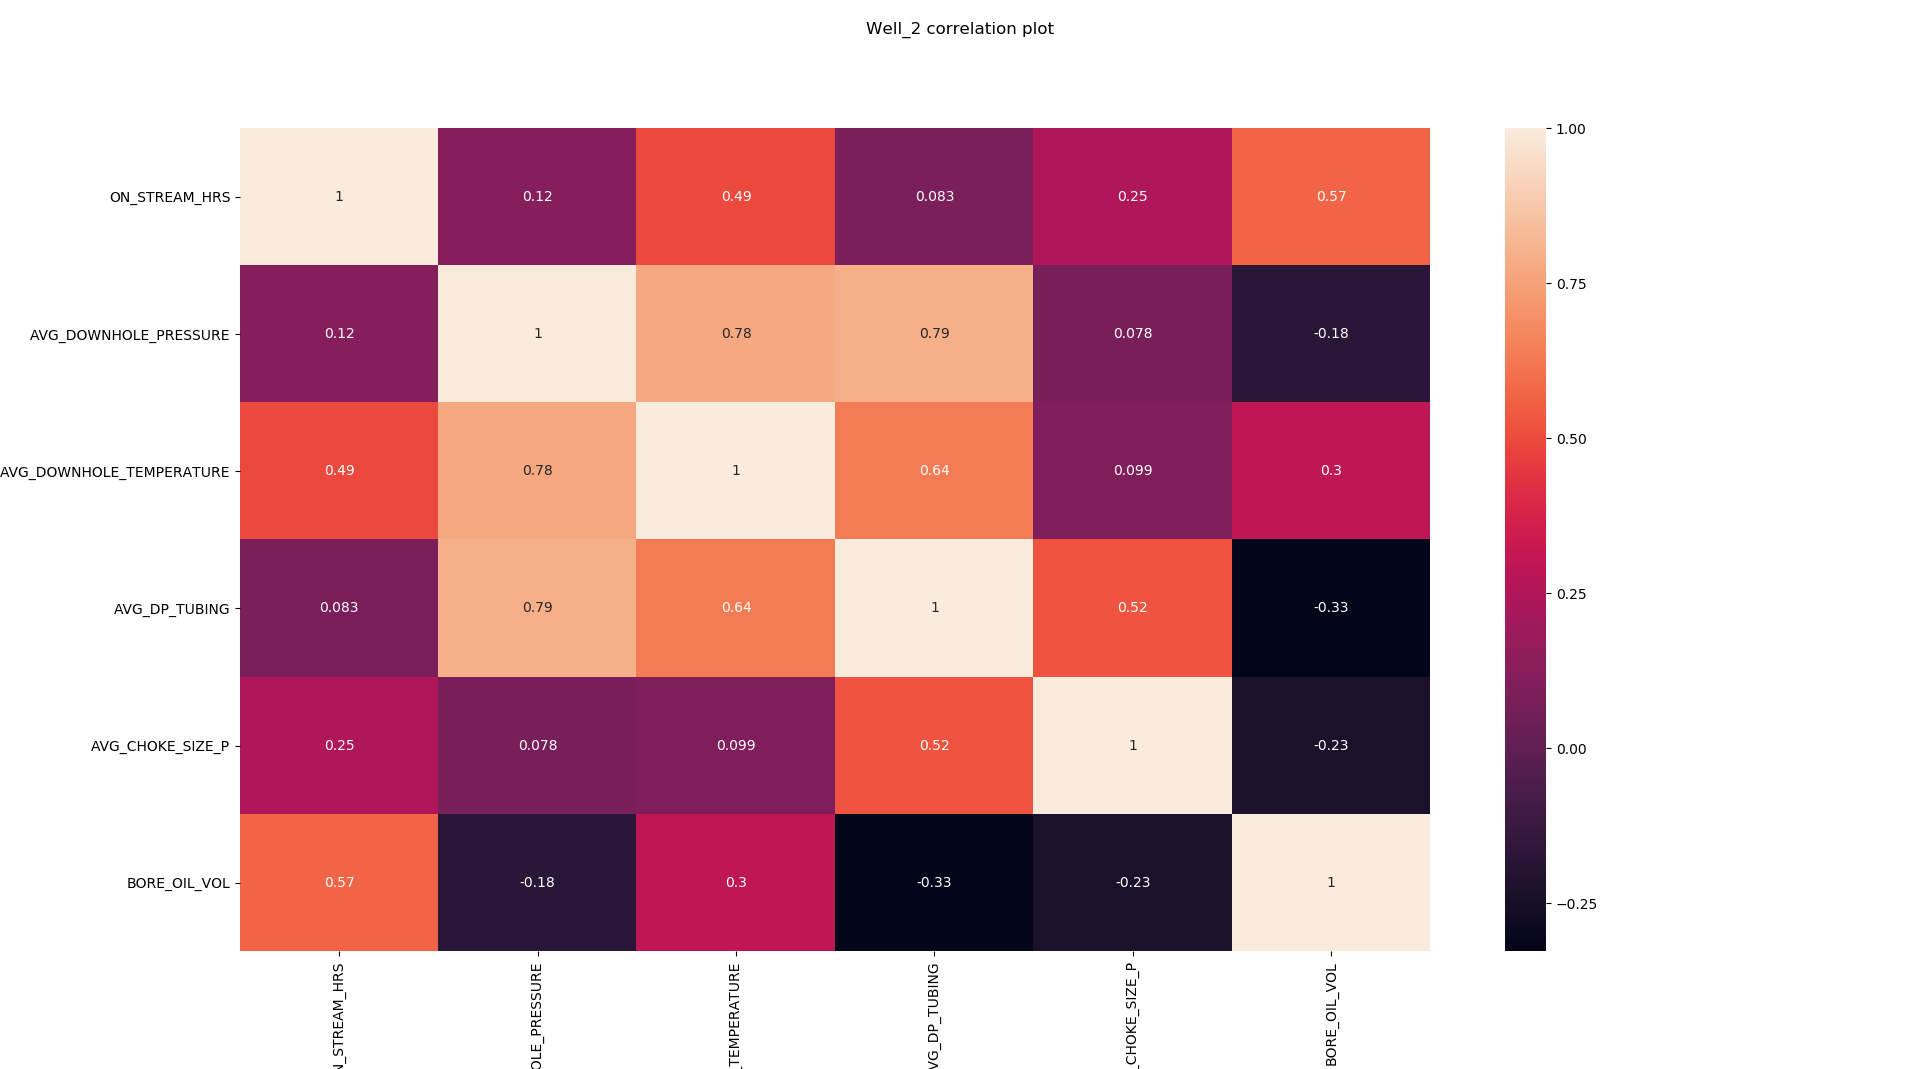 Well_2 correlation plot
ON_STREAM_HRS 1 0.12 0.49 0.083 0.25 0.57
AVG_DOWNHOLE_PRESSURE 0.12 1 0.78 0.79 0.078 -0.18
AVG_DOWNHOLE_TEMPERATURE 0.49 0.78 1 0.64 0.099 0.3
AVG_DP_TUBING 0.083 0.79 0.64 1 0.52 -0.33
AVG_CHOKE_SIZE_P 0.25 0.078 0.099 0.52 1 -0.23
BORE_OIL_VOL 0.57 -0.18 0.3 -0.33 -0.23 1
N_STREAM_HRS
OLE_PRESSURE
_TEMPERATURE
VG_DP_TUBING
_CHOKE_SIZE_P
BORE_OIL_VOL
1.00
0.75
0.50
0.25
0.00
−0.25